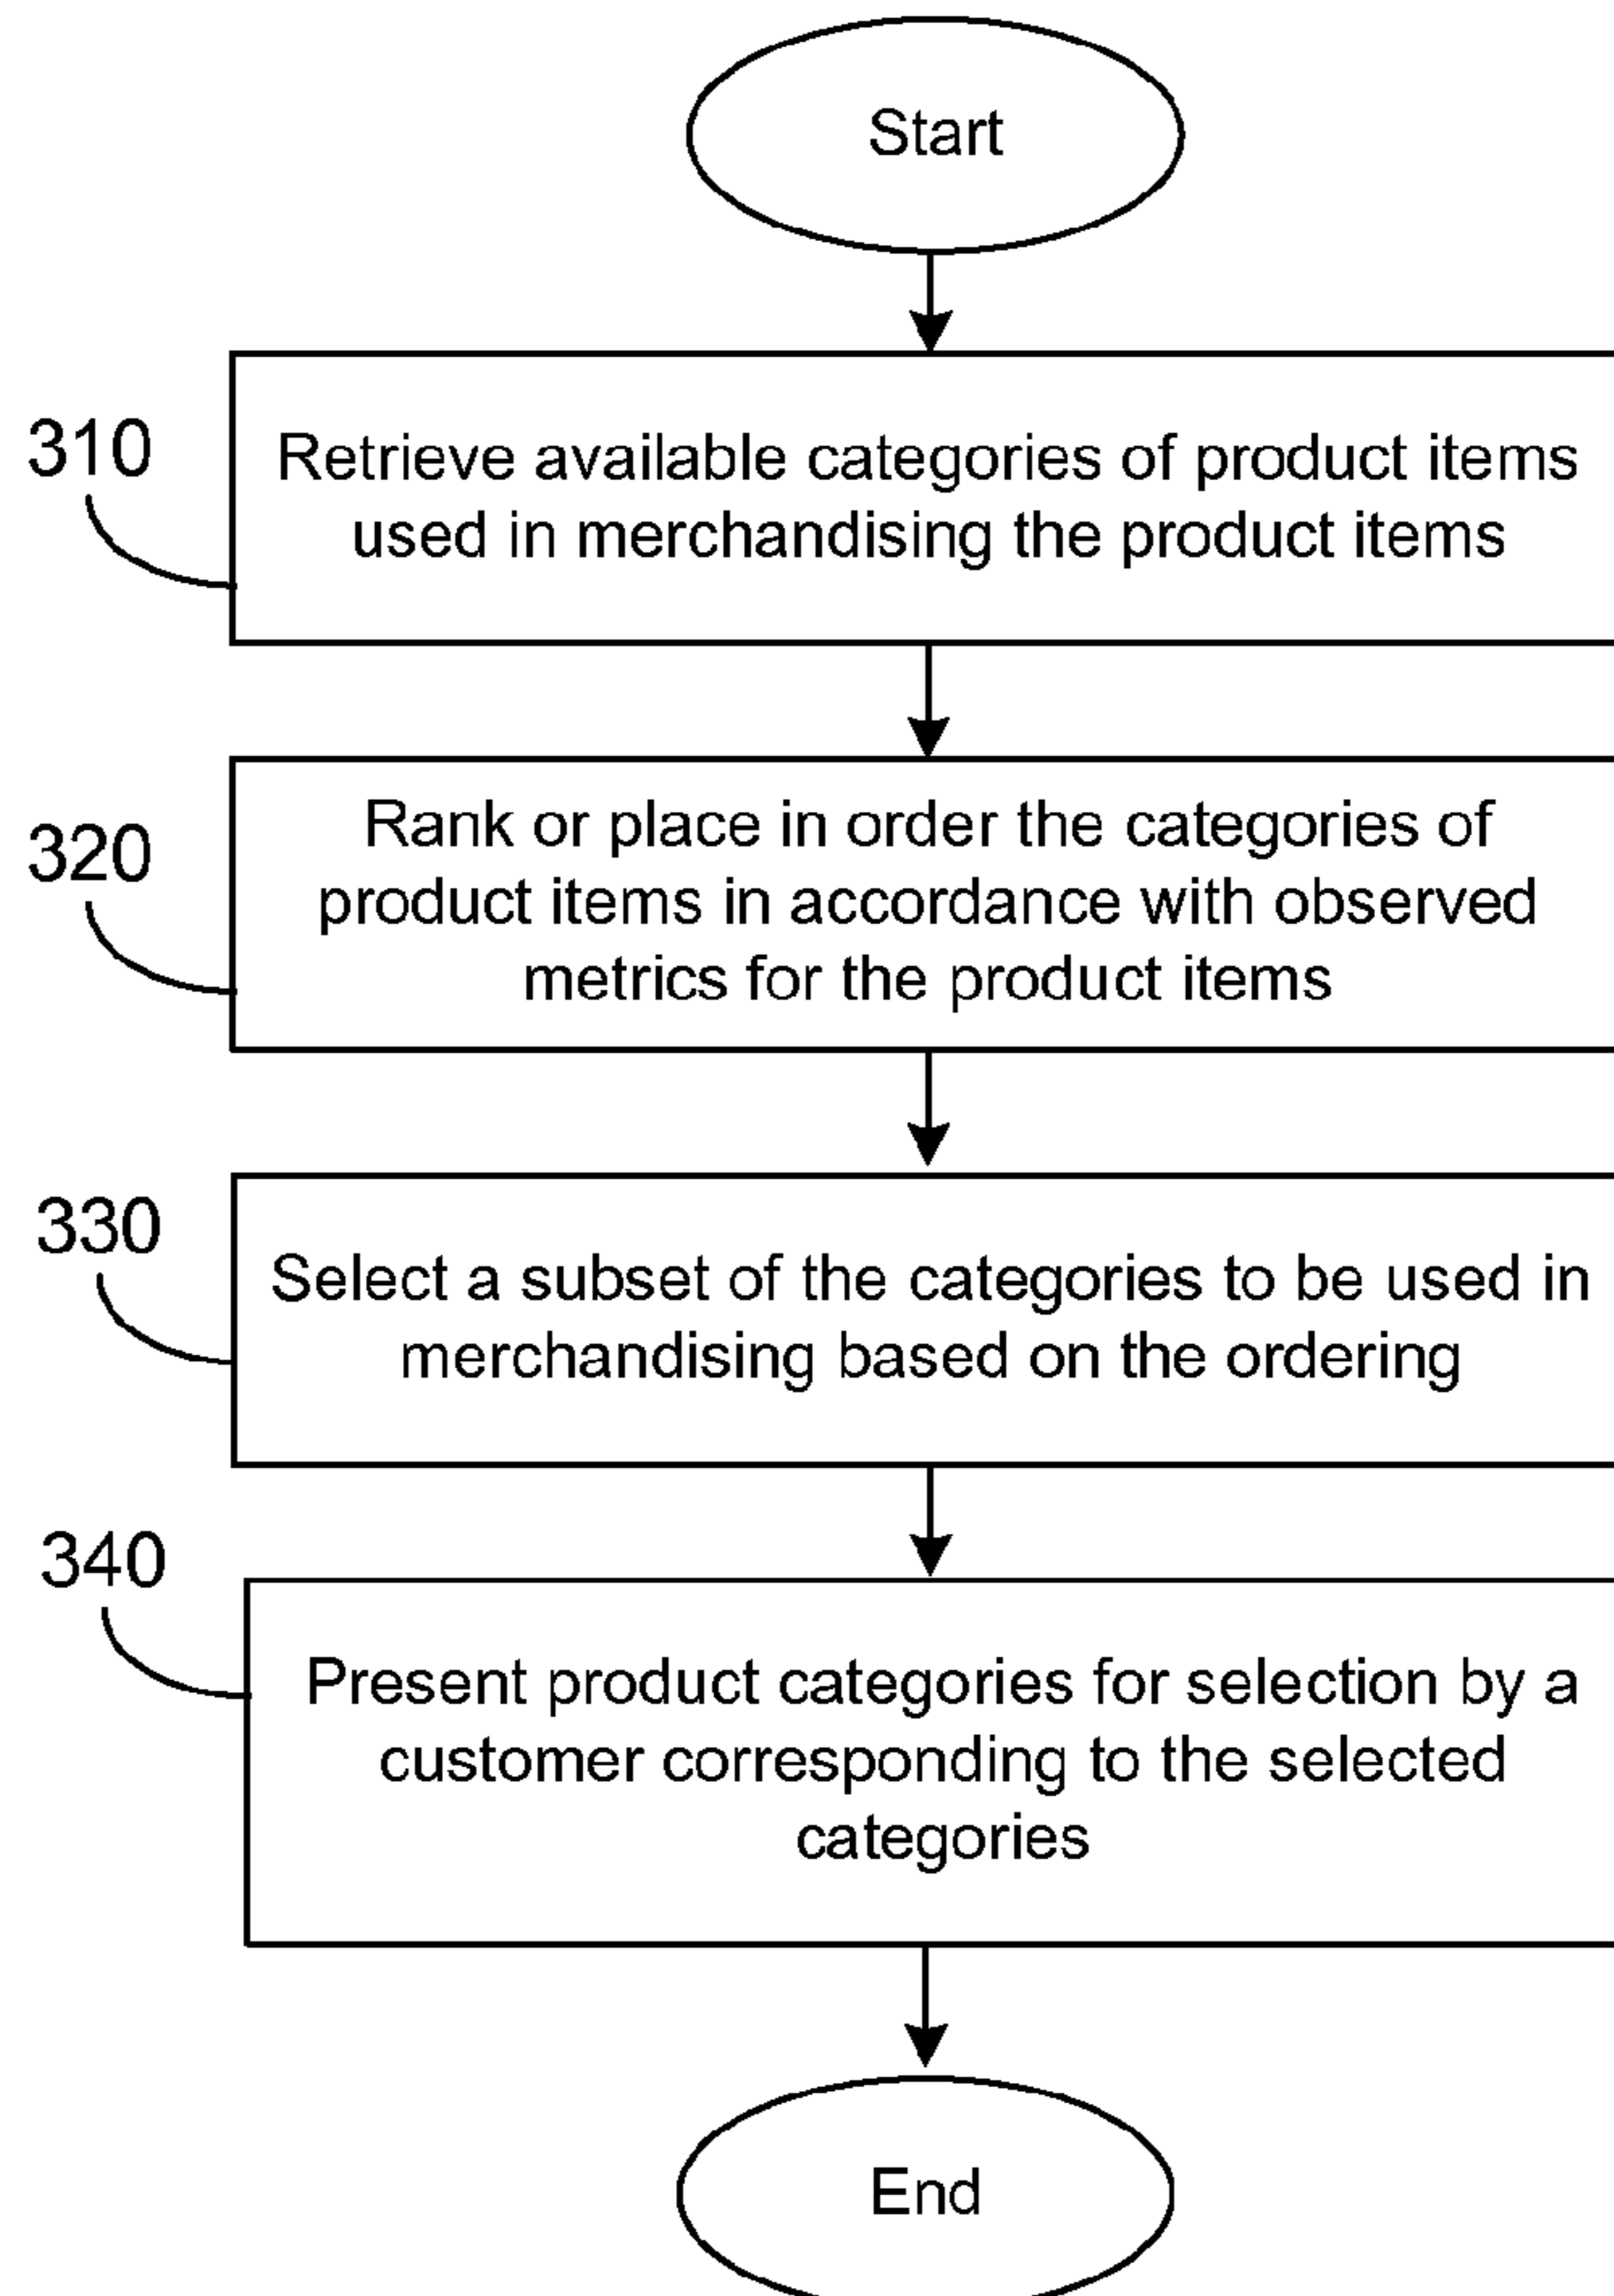 Start
310
Retrieve available categories of product items
used in merchandising the product items
320
Rank or place in order the categories of
product items in accordance with observed
metrics for the product items
330
Select a subset of the categories to be used in
merchandising based on the ordering
340
Present product categories for selection by a
customer corresponding to the selected
categories
End